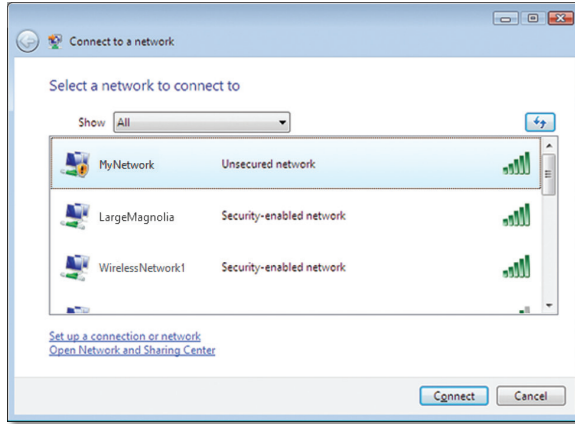 Connect to a network
Select a network to connect to
Show All
MyNetwork Unsecured network
LargeMagnolia Security-enabled network
WirelessNetwork1 Security-enabled network
Set up a connection or network
Open Network and Sharing Center
Connect Cancel